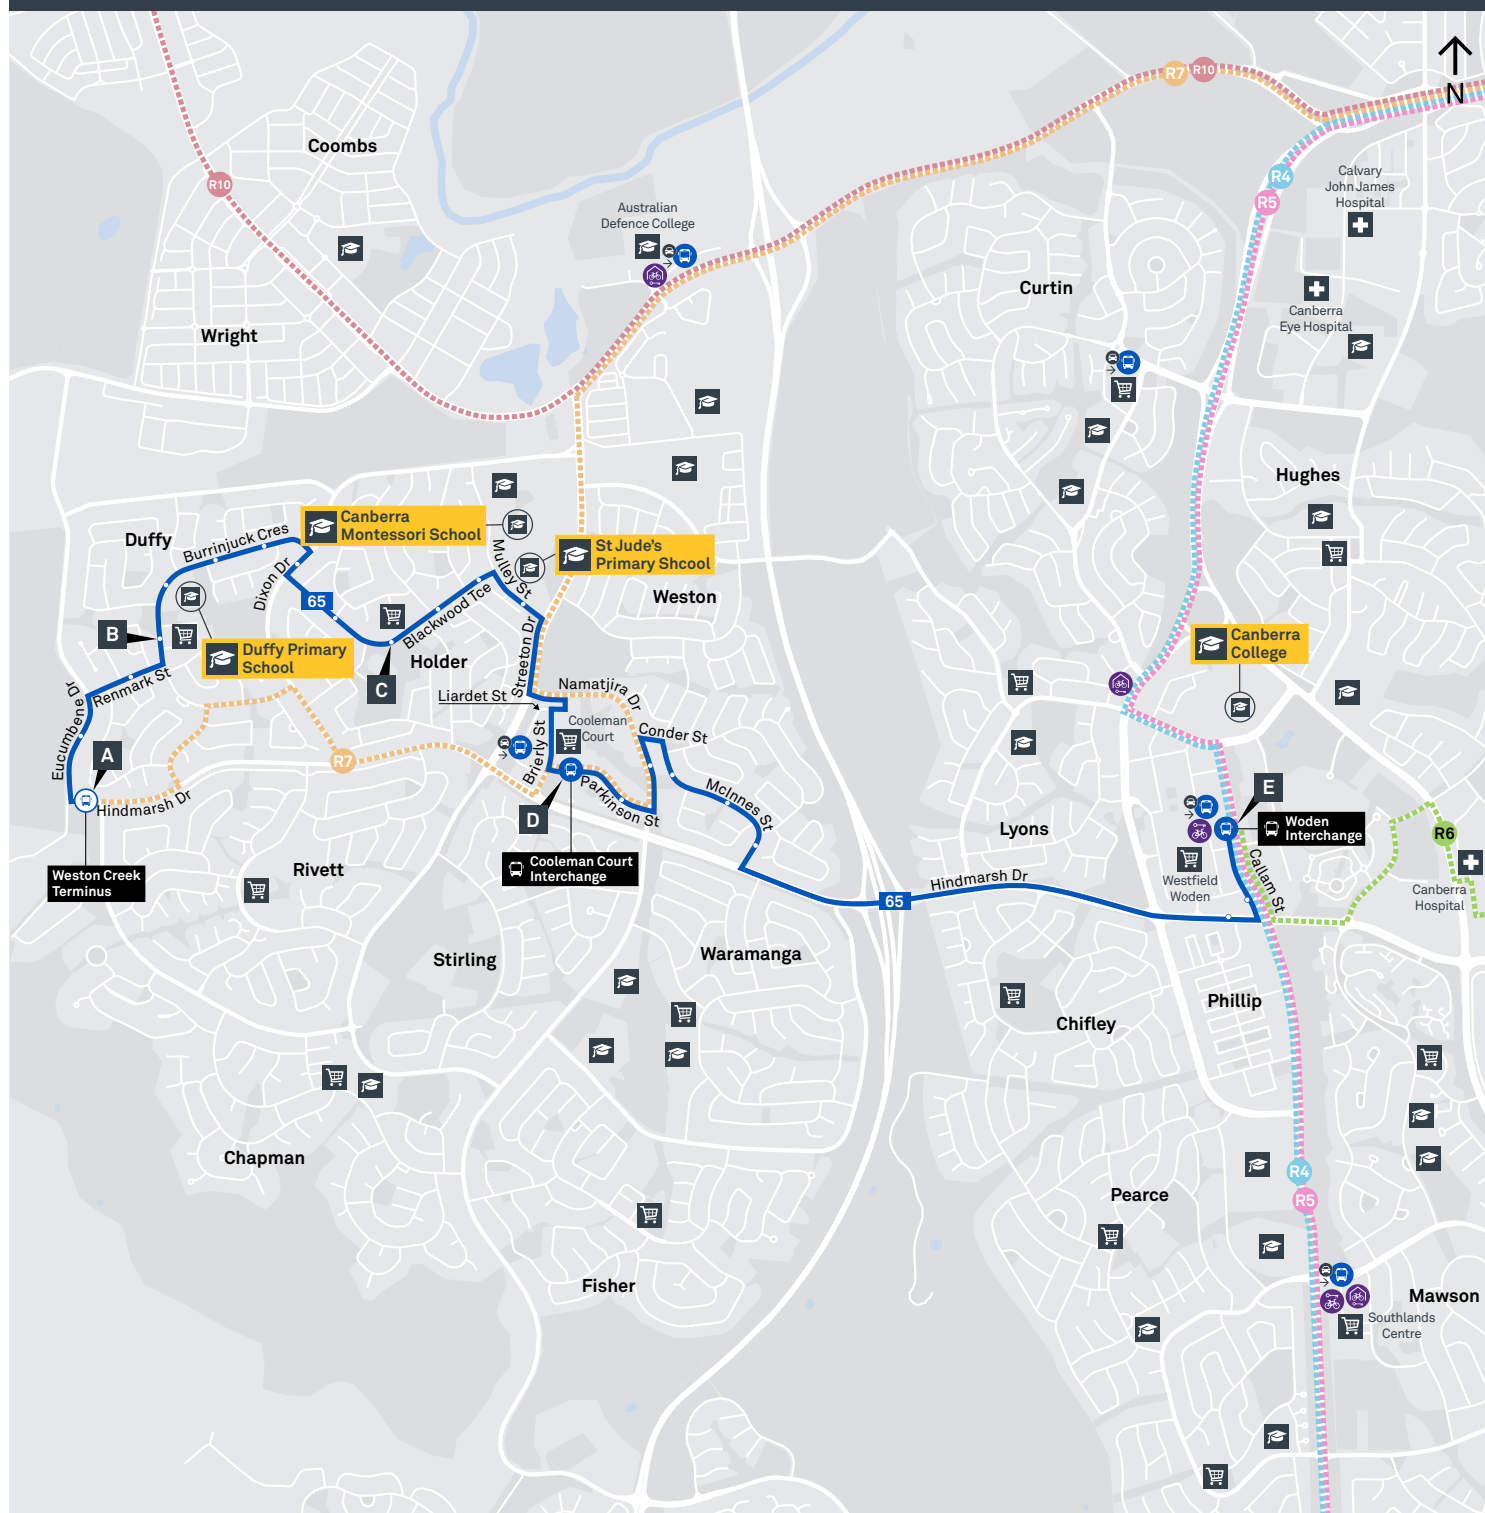 R7
R10
N
Coombs
R10
R4
R5
Calvary
John James
Hospital
Australian
Defence College
Curtin
Canberra
Eye Hospital
Wright
Hughes
Duffy
Burrinjuck Cres
Canberra
Montessori School
Mulley St
St Jude's
Primary Shcool
Dixon Dr
65
Blackwood Tce
Weston
B
Duffy Primary
School
Holder
C
Streeton Dr
Canberra
College
Renmark St
Eucumbene Dr
Liardet St
Namatjira Dr
Cooleman
Court
Conder St
Brierly St
A
R7
Hindmarsh Dr
D
Parkinson St
McInnes St
E
Woden
Interchange
Lyons
R6
Callam St
Westfield
Woden
Canberra
Hospital
Weston Creek
Terminus
Rivett
Cooleman Court
Interchange
65
Hindmarsh Dr
Stirling
Waramanga
Phillip
Chifley
Chapman
R4
R5
Pearce
Fisher
Mawson
Southlands
Centre